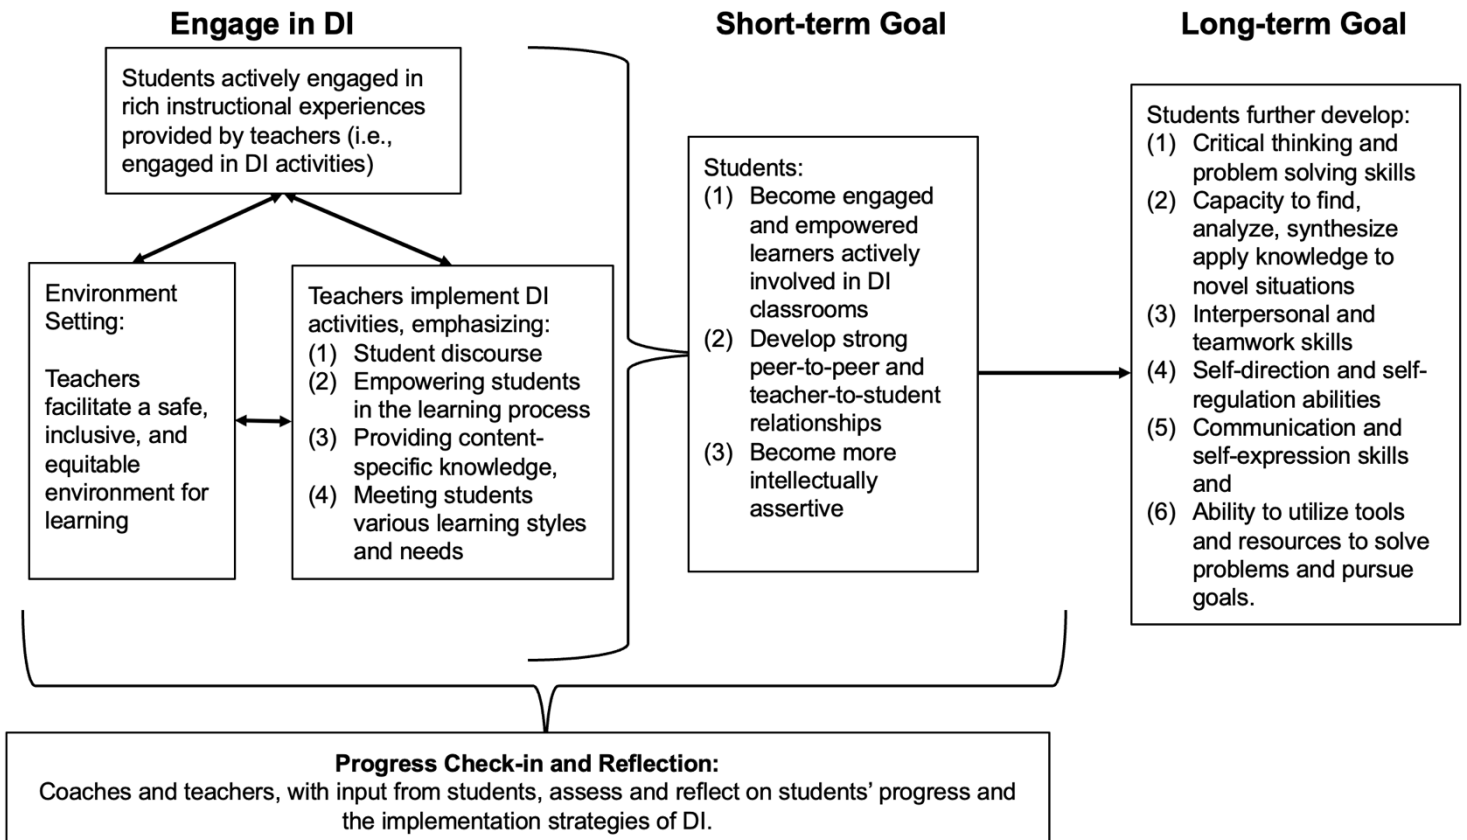 Engage in DI
Students actively engaged in
rich instructional experiences
provided by teachers (i.e.,
engaged in DI activities)
Environment
Setting:
Teachers
facilitate a safe,
inclusive, and
equitable
environment for
learning
Teachers implement DI
activities, emphasizing:
(1) Student discourse
(2) Empowering students
in the learning process
(3) Providing content-
specific knowledge,
(4) Meeting students
various learning styles
and needs
Short-term Goal
Students:
(1) Become engaged
and empowered
learners actively
involved in DI
classrooms
(2) Develop strong
peer-to-peer and
teacher-to-student
relationships
(3) Become more
intellectually
assertive
Long-term Goal
Students further develop:
(1) Critical thinking and
problem solving skills
(2) Capacity to find,
analyze, synthesize
apply knowledge to
novel situations
(3) Interpersonal and
teamwork skills
(4) Self-direction and self-
regulation abilities
(5) Communication and
self-expression skills
and
(6) Ability to utilize tools
and resources to solve
problems and pursue
goals.
Progress Check-in and Reflection:
Coaches and teachers, with input from students, assess and reflect on students’ progress and
the implementation strategies of DI.